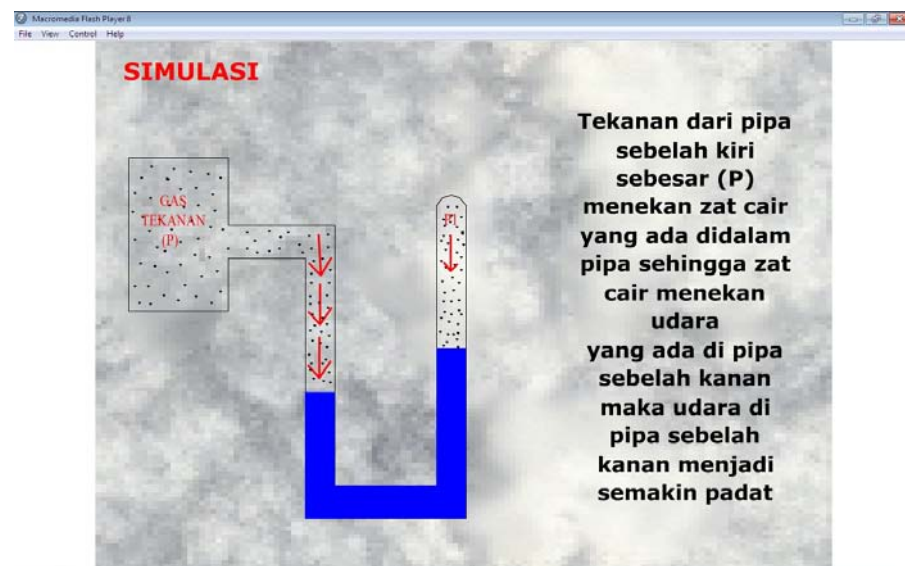 Macromedia Flash Player 8
File View Control Help
SIMULASI
GAS
TEKANAN
(P)
Tekanan dari pipa
sebelah kiri
sebesar (P)
menekan zat cair
yang ada didalam
pipa sehingga zat
cair menekan
udara
yang ada di pipa
sebelah kanan
maka udara di
pipa sebelah
kanan menjadi
semakin padat